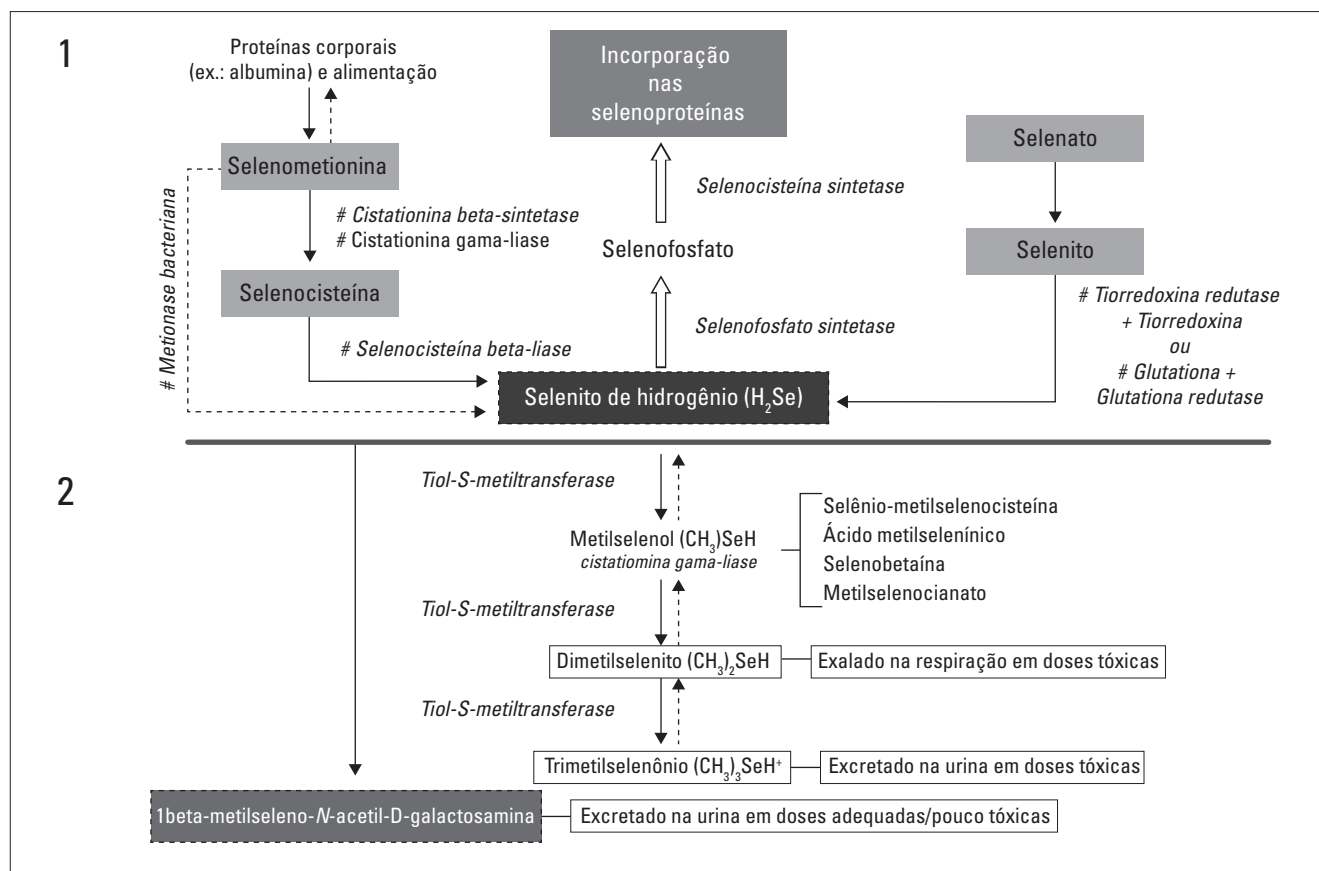 1
Proteínas corporais
(ex.: albumina) e alimentação
Selenometionina
# Metionase bacteriana
# Cistationina beta-sintetase
# Cistationina gama-liase
Selenocisteína
# Selenocisteína beta-liase
Incorporação
nas
selenoproteínas
Selenocisteína sintetase
Selenofosfato
Selenofosfato sintetase
Selenito de hidrogênio (H₂Se)
Selenato
Selenito
# Tiorredoxina redutase
+ Tiorredoxina
ou
# Glutationa +
Glutationa redutase
2
Tiol-S-metiltransferase
Metilselenol (CH₃)SeH
cistatiomina gama-liase
Selênio-metilselenocisteína
Ácido metilselenínico
Selenobetaína
Metilselenocianato
Tiol-S-metiltransferase
Dimetilselenito (CH₃)₂SeH
Exalado na respiração em doses tóxicas
Tiol-S-metiltransferase
Trimetilselenônio (CH₃)₃SeH⁺
Excretado na urina em doses tóxicas
1beta-metilseleno-N-acetil-D-galactosamina
Excretado na urina em doses adequadas/pouco tóxicas